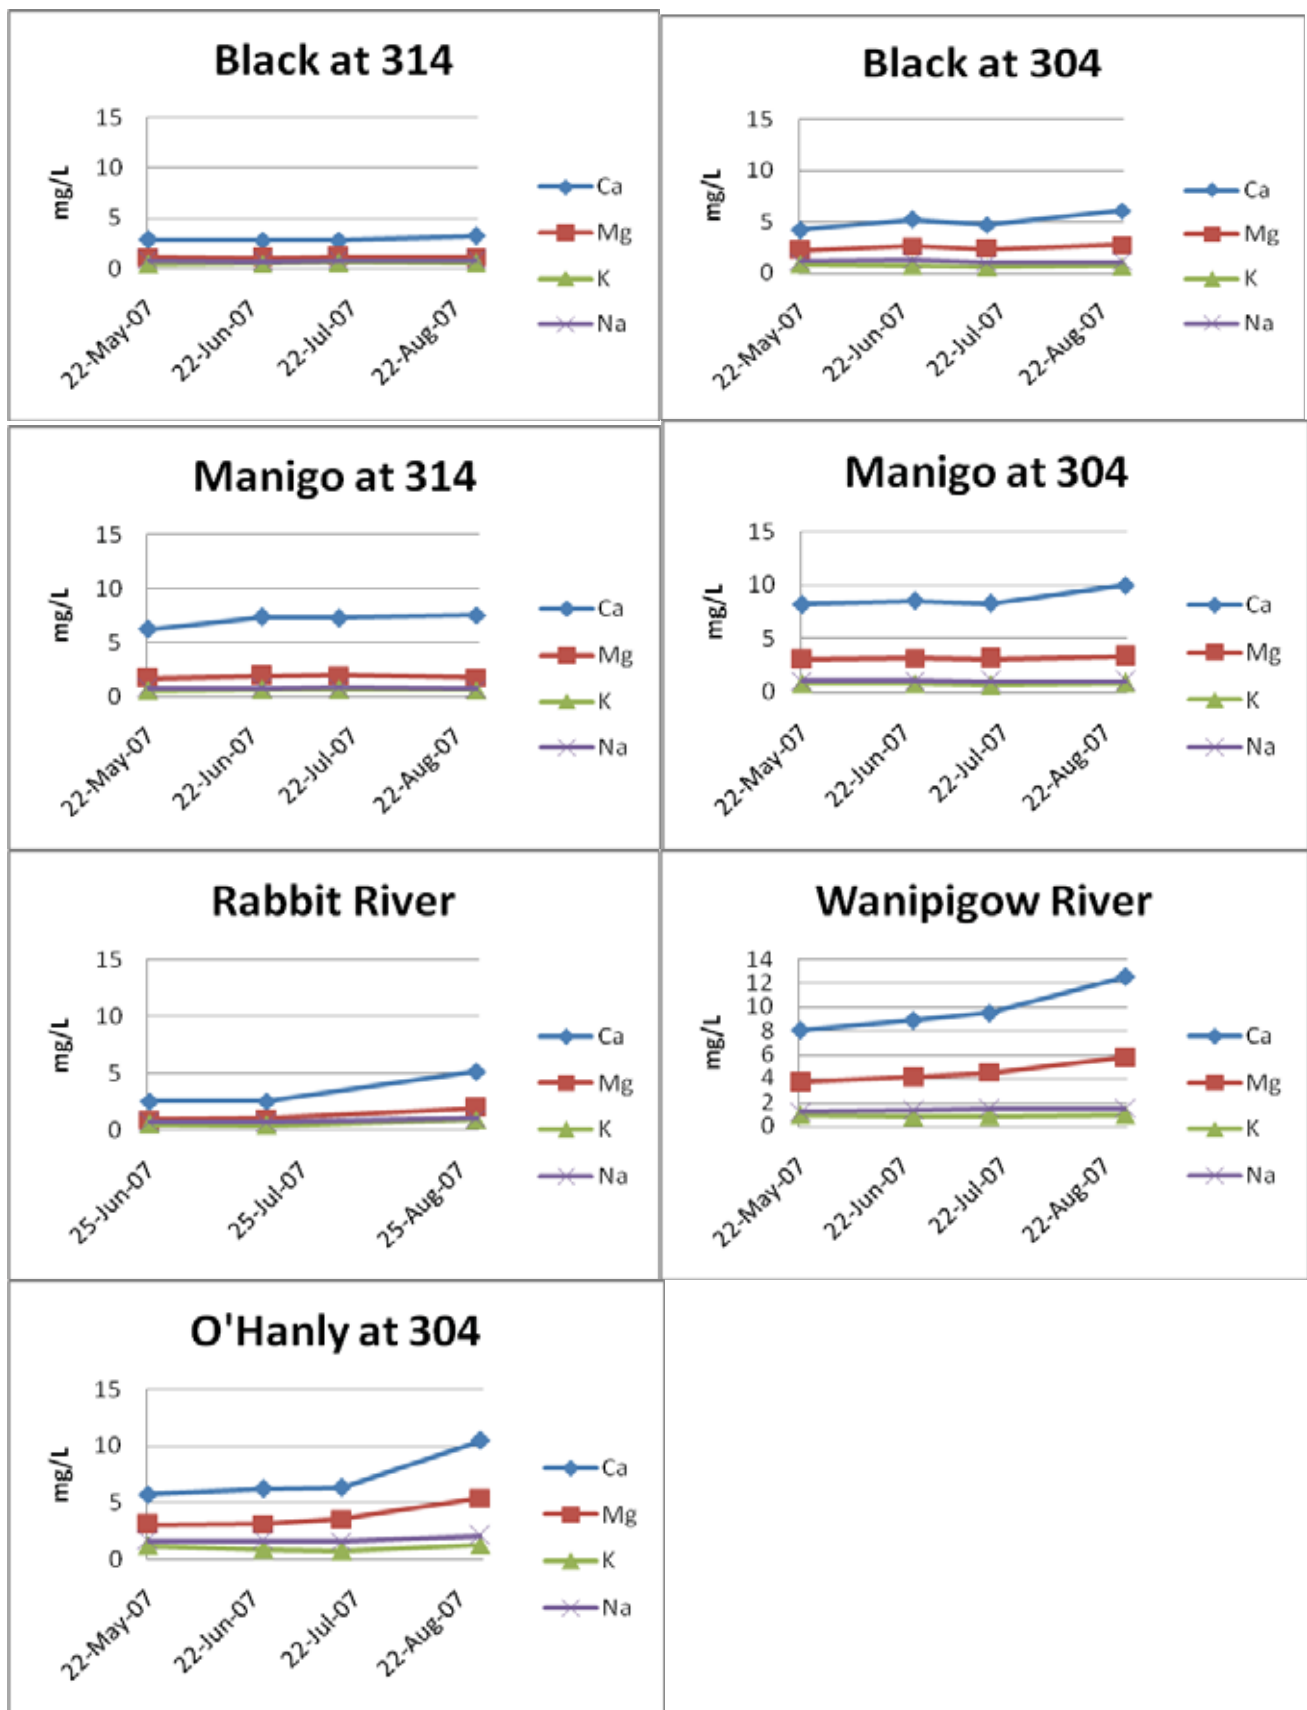 Black at 314
15
10
5
0
mg/L
22-May-07
22-Jun-07
22-Jul-07
22-Aug-07
Ca
Mg
K
Na
Black at 304
15
10
5
0
mg/L
22-May-07
22-Jun-07
22-Jul-07
22-Aug-07
Ca
Mg
K
Na
Manigo at 314
15
10
5
0
mg/L
22-May-07
22-Jun-07
22-Jul-07
22-Aug-07
Ca
Mg
K
Na
Manigo at 304
15
10
5
0
mg/L
22-May-07
22-Jun-07
22-Jul-07
22-Aug-07
Ca
Mg
K
Na
Rabbit River
15
10
5
0
mg/L
25-Jun-07
25-Jul-07
25-Aug-07
Ca
Mg
K
Na
Wanipigow River
14
12
10
8
6
4
2
0
mg/L
22-May-07
22-Jun-07
22-Jul-07
22-Aug-07
Ca
Mg
K
Na
O'Hanly at 304
15
10
5
0
mg/L
22-May-07
22-Jun-07
22-Jul-07
22-Aug-07
Ca
Mg
K
Na